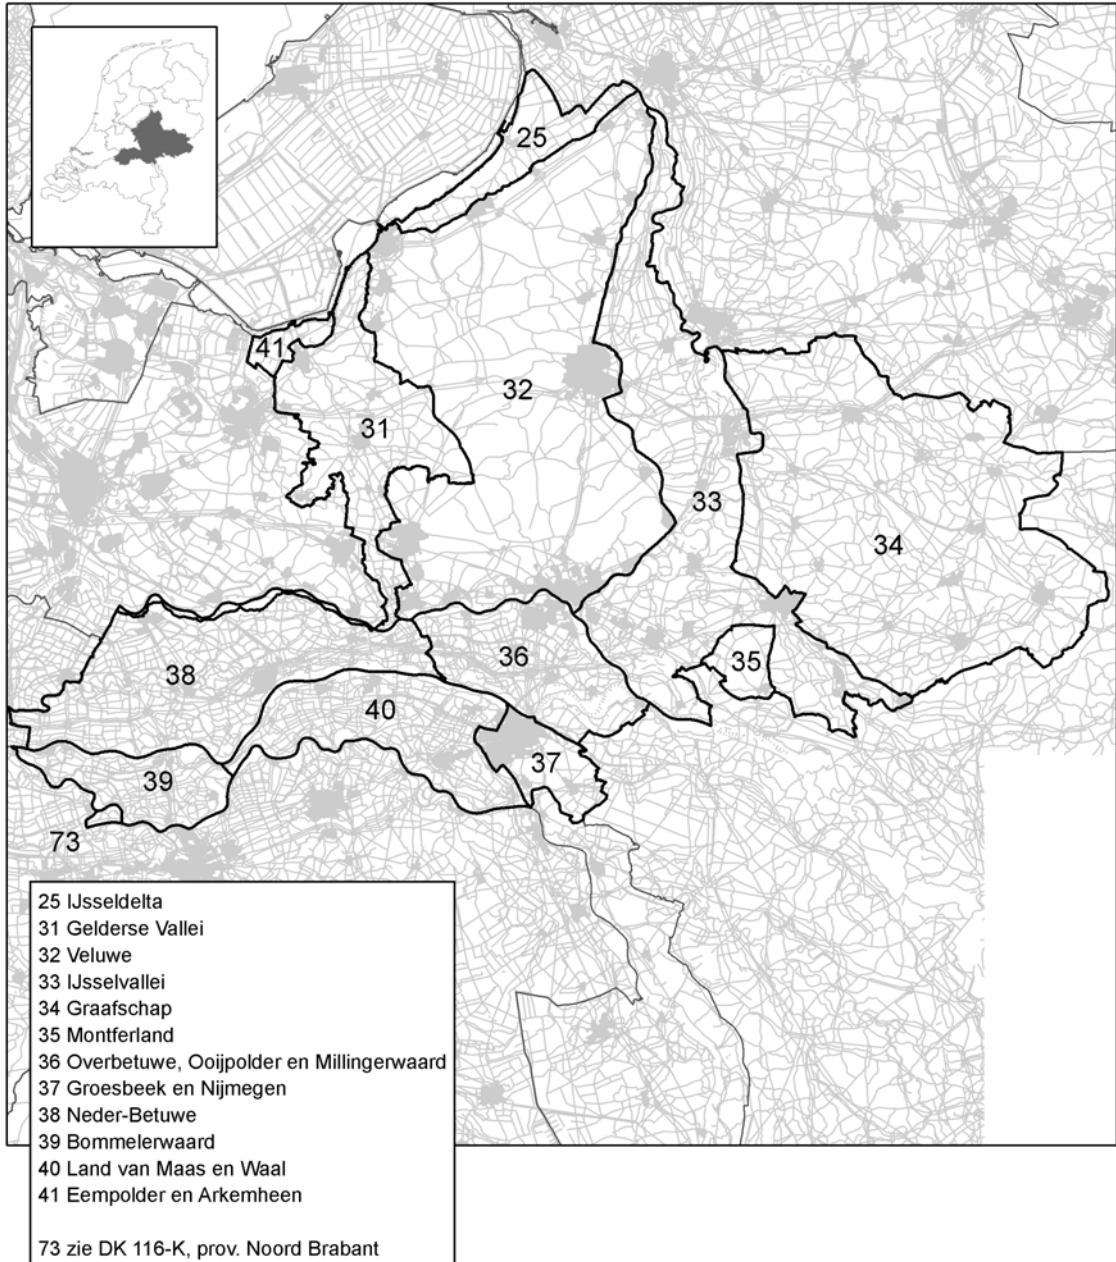 25
41
32
31
33
34
36
35
38
40
37
39
73
25 IJsseldelta
31 Gelderse Vallei
32 Veluwe
33 IJsselvallei
34 Graafschap
35 Montferland
36 Overbetuwe, Ooijpolder en Millingerwaard
37 Groesbeek en Nijmegen
38 Neder-Betuwe
39 Bommelerwaard
40 Land van Maas en Waal
41 Eempolder en Arkemheen
73 zie DK 116-K, prov. Noord Brabant